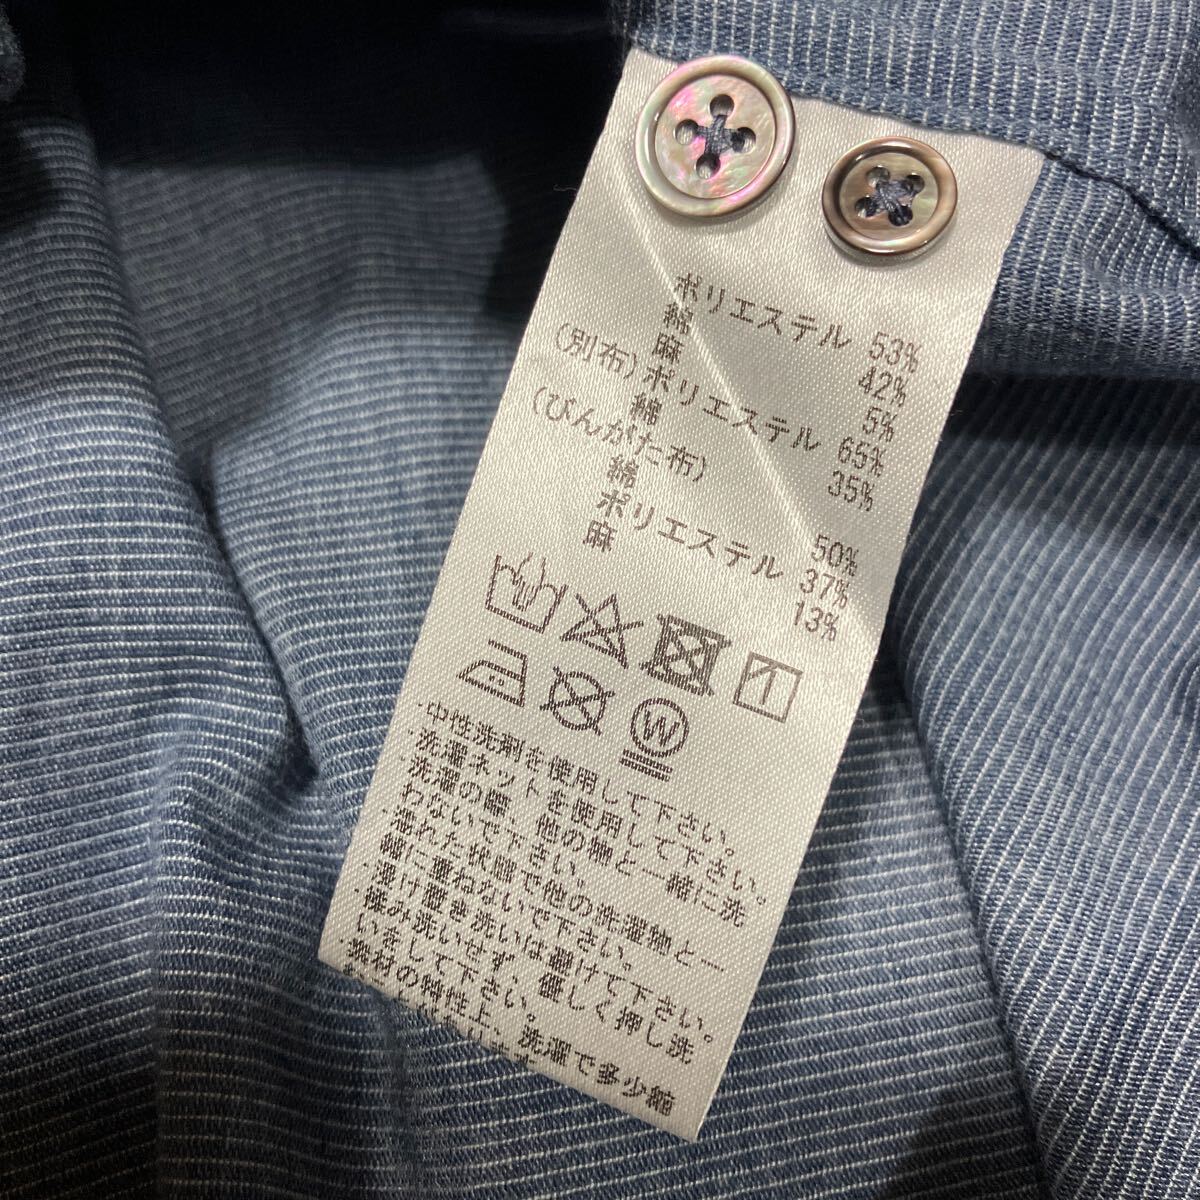 ポリエステル 53%
綿 42%
麻 5%
(別布)ポリエステル 65%
綿 35%
(びんがた布)
綿 50%
ポリエステル 37%
麻 13%
W
・中性洗剤を使用して下さい。
・洗濯ネットを使用して下さい。
・洗濯の際、他の物と一緒に洗
わないで下さい。
・濡れた状態で他の洗濯物と一
緒に重ねないで下さい。
・浸け置き洗いは避けて下さい。
・揉み洗いせず、優しく押し洗
いをして下さい。
・素材の特性上、洗濯で多少縮